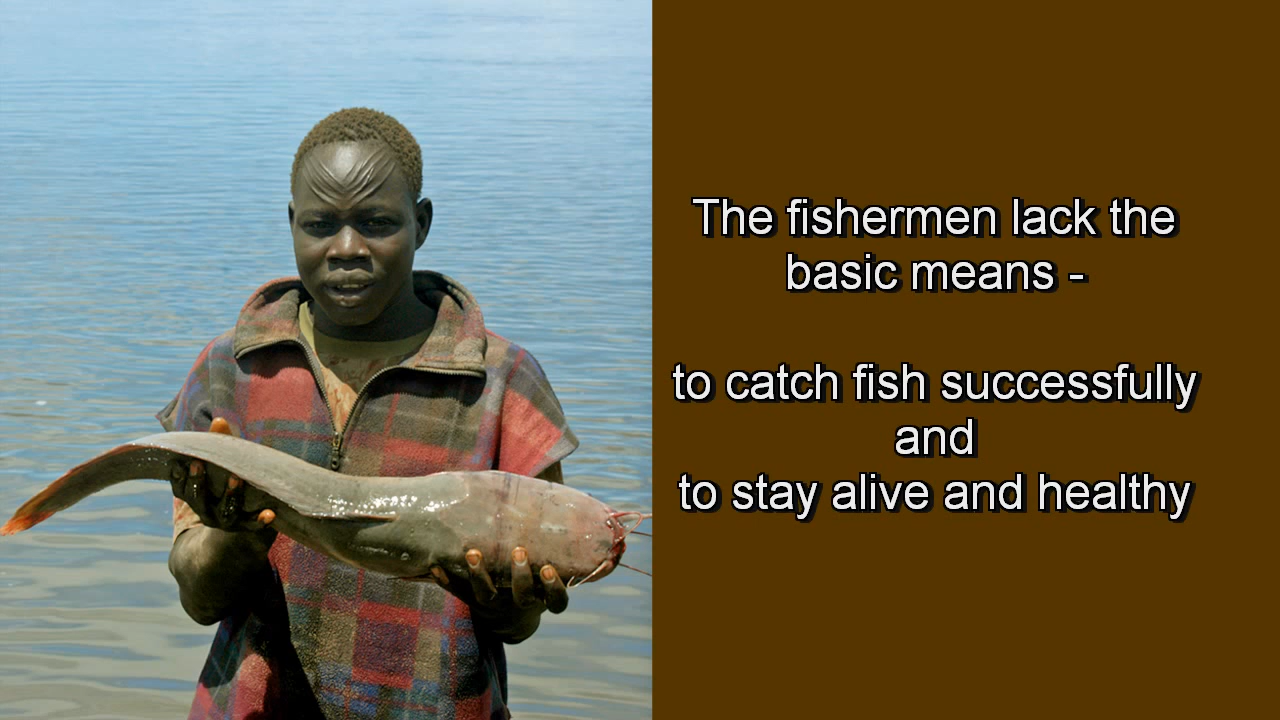 The fishermen lack the
basic means -
to catch fish successfully
and
to stay alive and healthy